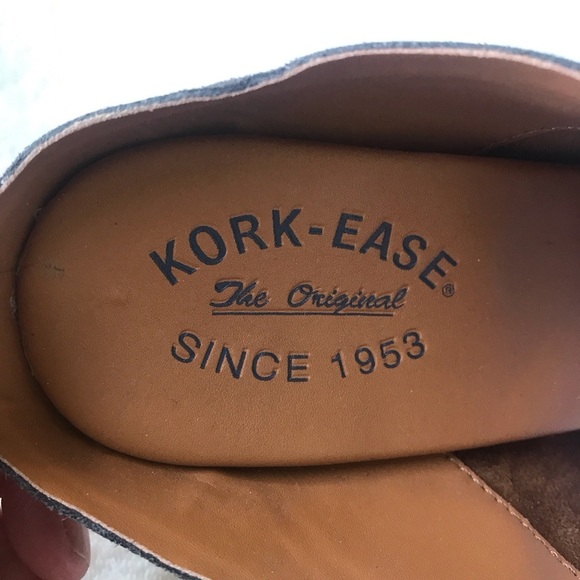 KORK-EASE®
The Original
SINCE 1953